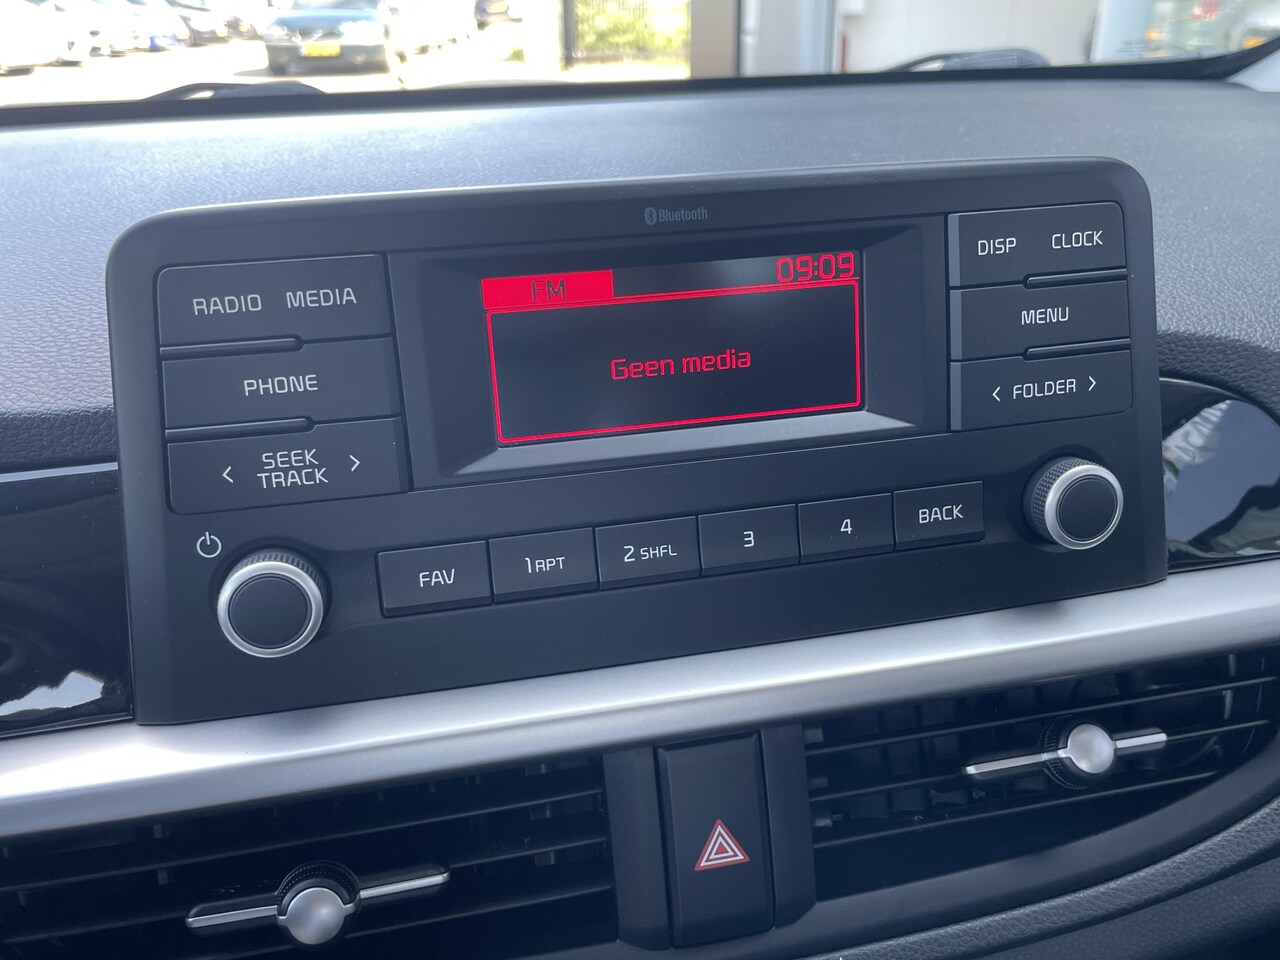 Bluetooth
RADIO MEDIA
PHONE
< SEEK TRACK >
FM
09:09
Geen media
DISP CLOCK
MENU
< FOLDER >
FAV
1 RPT
2 SHFL
3
4
BACK